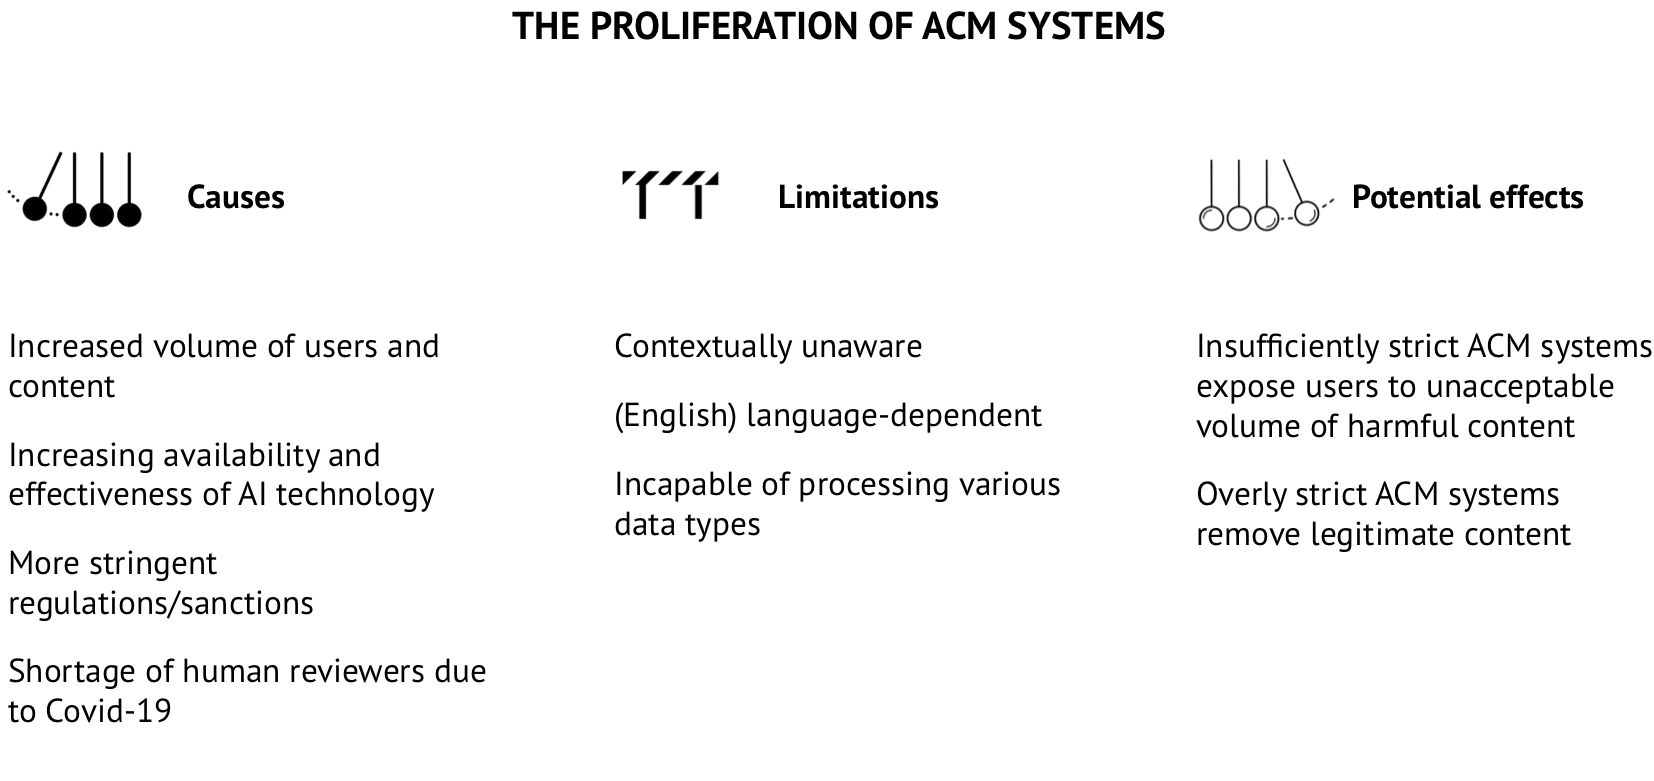 THE PROLIFERATION OF ACM SYSTEMS
Causes
Increased volume of users and
content
Increasing availability and
effectiveness of AI technology
More stringent
regulations/sanctions
Shortage of human reviewers due
to Covid-19
Limitations
Contextually unaware
(English) language-dependent
Incapable of processing various
data types
Potential effects
Insufficiently strict ACM systems
expose users to unacceptable
volume of harmful content
Overly strict ACM systems
remove legitimate content